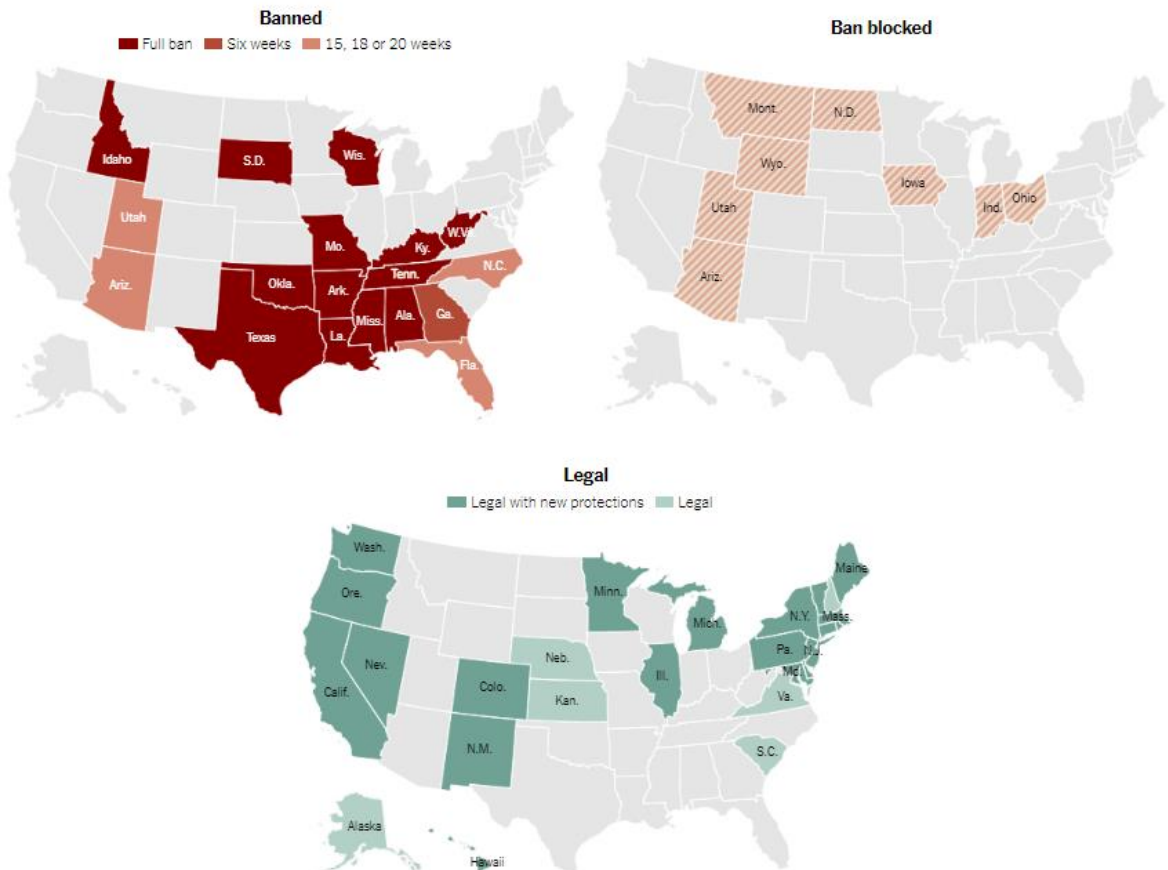 Banned
Full ban Six weeks 15, 18 or 20 weeks
Idaho
S.D.
Wis.
Utah
Ariz.
Mo.
Ky.
W.V.
Okla.
Ark.
Tenn.
N.C.
Texas
La.
Miss.
Ala.
Ga.
Fla.
Ban blocked
Mont.
N.D.
Wyo.
Iowa
Utah
Ind.
Ohio
Ariz.
Legal
Legal with new protections Legal
Wash.
Ore.
Minn.
Maine
Mion.
N.Y.
Mass.
Nev.
Neb.
Ill.
Pa.
N.J.
Calif.
Colo.
Kan.
Md.
Va.
N.M.
S.C.
Alaska
Hawaii